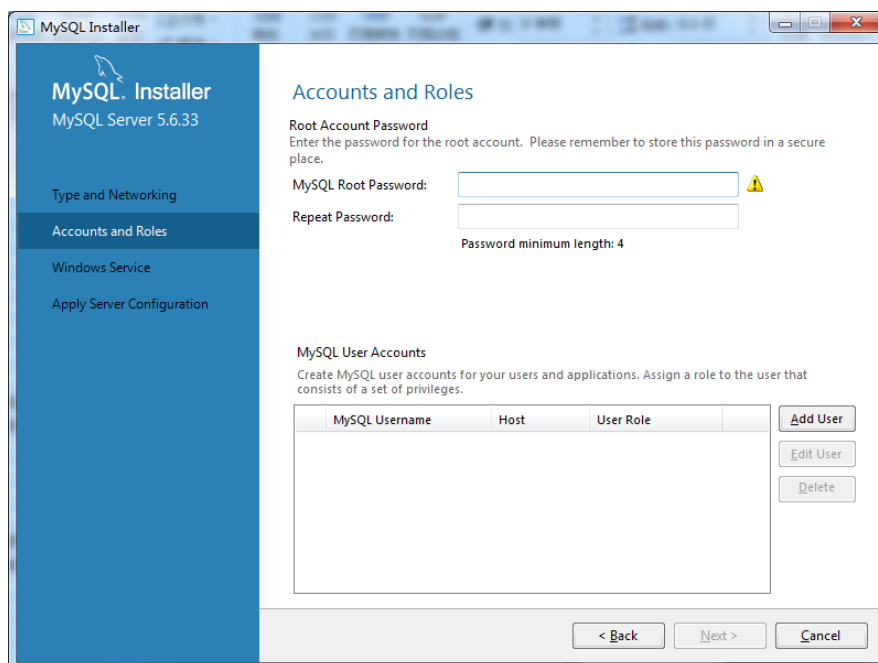 MySQL Installer
MySQL. Installer
MySQL Server 5.6.33
Type and Networking
Accounts and Roles
Windows Service
Apply Server Configuration
Accounts and Roles
Root Account Password
Enter the password for the root account.  Please remember to store this password in a secure
place.
MySQL Root Password:
Repeat Password:
Password minimum length: 4
MySQL User Accounts
Create MySQL user accounts for your users and applications. Assign a role to the user that
consists of a set of privileges.
MySQL Username Host User Role
Add User
Edit User
Delete
< Back Next > Cancel